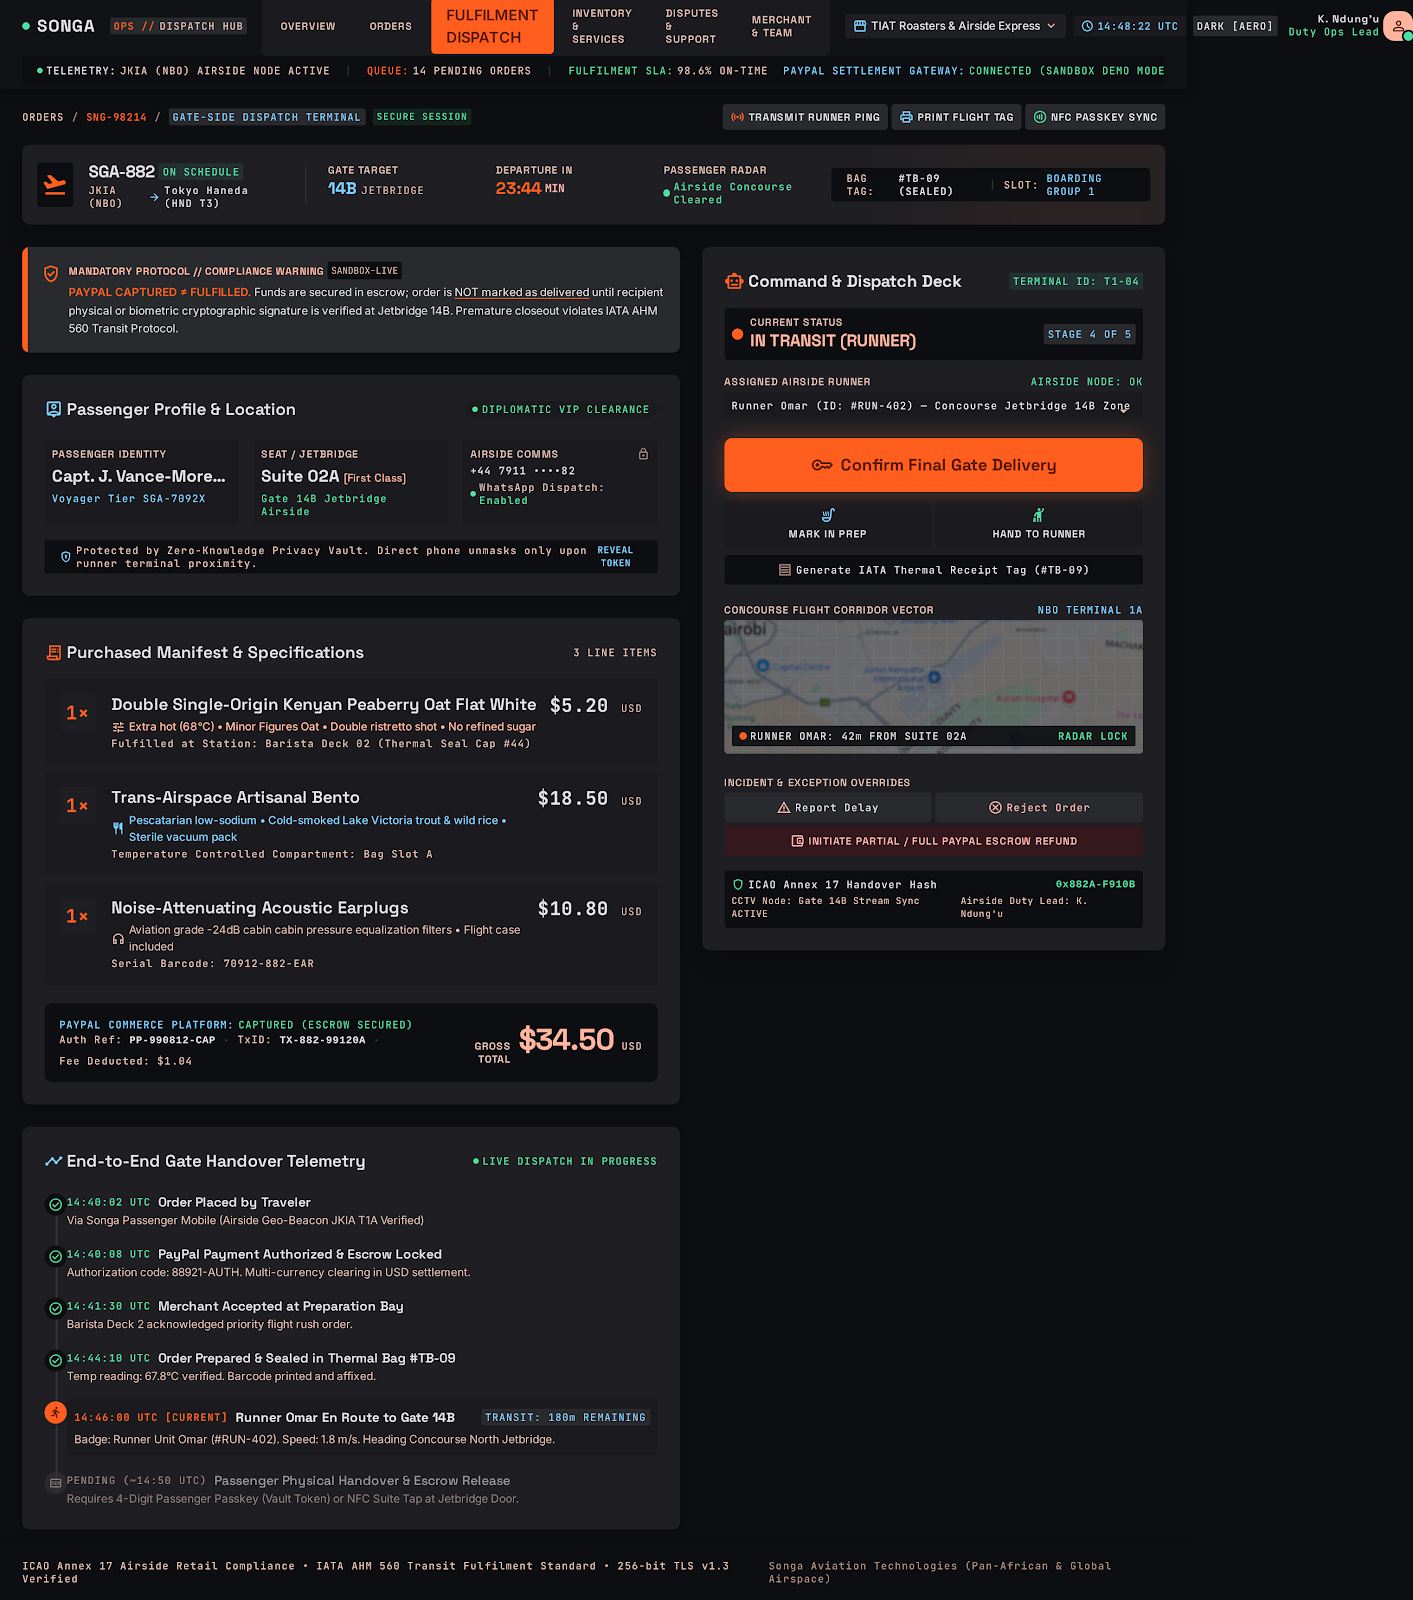 SONGA
OPS // DISPATCH HUB
OVERVIEW
ORDERS
FULFILMENT
DISPATCH
INVENTORY
&
SERVICES
DISPUTES
&
SUPPORT
MERCHANT
& TEAM
TIAT Roasters & Airside Express
14:48:22 UTC
DARK [AERO]
K. Ndung'u
Duty Ops Lead
TELEMETRY: JKIA (NBO) AIRSIDE NODE ACTIVE
QUEUE: 14 PENDING ORDERS
FULFILMENT SLA: 98.6% ON-TIME
PAYPAL SETTLEMENT GATEWAY: CONNECTED (SANDBOX DEMO MODE
ORDERS / SNG-98214 / GATE-SIDE DISPATCH TERMINAL
SECURE SESSION
TRANSMIT RUNNER PING
PRINT FLIGHT TAG
NFC PASSKEY SYNC
SGA-882 ON SCHEDULE
JKIA
(NBO)
→ Tokyo Haneda
(HND T3)
GATE TARGET
14B JETBRIDGE
DEPARTURE IN
23:44 MIN
PASSENGER RADAR
Airside Concourse
Cleared
BAG
TAG:
#TB-09
(SEALED)
SLOT:
BOARDING
GROUP 1
MANDATORY PROTOCOL // COMPLIANCE WARNING SANDBOX-LIVE
PAYPAL CAPTURED ≠ FULFILLED. Funds are secured in escrow; order is NOT marked as delivered until recipient
physical or biometric cryptographic signature is verified at Jetbridge 14B. Premature closeout violates IATA AHM
560 Transit Protocol.
Passenger Profile & Location
DIPLOMATIC VIP CLEARANCE
PASSENGER IDENTITY
Capt. J. Vance-More...
Voyager Tier SGA-7092X
SEAT / JETBRIDGE
Suite 02A [First Class]
Gate 14B Jetbridge
Airside
AIRSIDE COMMS
+44 7911 ••••82
WhatsApp Dispatch:
Enabled
Protected by Zero-Knowledge Privacy Vault. Direct phone unmasks only upon
runner terminal proximity.
REVEAL
TOKEN
Purchased Manifest & Specifications
3 LINE ITEMS
1×
Double Single-Origin Kenyan Peaberry Oat Flat White
$5.20 USD
Extra hot (68°C) • Minor Figures Oat • Double ristretto shot • No refined sugar
Fulfilled at Station: Barista Deck 02 (Thermal Seal Cap #44)
1×
Trans-Airspace Artisanal Bento
$18.50 USD
Pescatarian low-sodium • Cold-smoked Lake Victoria trout & wild rice •
Sterile vacuum pack
Temperature Controlled Compartment: Bag Slot A
1×
Noise-Attenuating Acoustic Earplugs
$10.80 USD
Aviation grade -24dB cabin cabin pressure equalization filters • Flight case
included
Serial Barcode: 70912-882-EAR
PAYPAL COMMERCE PLATFORM: CAPTURED (ESCROW SECURED)
Auth Ref: PP-990812-CAP · TxID: TX-882-99120A ·
Fee Deducted: $1.04
GROSS
TOTAL
$34.50 USD
End-to-End Gate Handover Telemetry
LIVE DISPATCH IN PROGRESS
14:40:02 UTC Order Placed by Traveler
Via Songa Passenger Mobile (Airside Geo-Beacon JKIA T1A Verified)
14:40:08 UTC PayPal Payment Authorized & Escrow Locked
Authorization code: 88921-AUTH. Multi-currency clearing in USD settlement.
14:41:30 UTC Merchant Accepted at Preparation Bay
Barista Deck 2 acknowledged priority flight rush order.
14:44:10 UTC Order Prepared & Sealed in Thermal Bag #TB-09
Temp reading: 67.8°C verified. Barcode printed and affixed.
14:46:00 UTC [CURRENT] Runner Omar En Route to Gate 14B
TRANSIT: 180m REMAINING
Badge: Runner Unit Omar (#RUN-402). Speed: 1.8 m/s. Heading Concourse North Jetbridge.
PENDING (~14:50 UTC) Passenger Physical Handover & Escrow Release
Requires 4-Digit Passenger Passkey (Vault Token) or NFC Suite Tap at Jetbridge Door.
Command & Dispatch Deck
TERMINAL ID: T1-04
CURRENT STATUS
IN TRANSIT (RUNNER)
STAGE 4 OF 5
ASSIGNED AIRSIDE RUNNER
AIRSIDE NODE: OK
Runner Omar (ID: #RUN-402) — Concourse Jetbridge 14B Zone
Confirm Final Gate Delivery
MARK IN PREP
HAND TO RUNNER
Generate IATA Thermal Receipt Tag (#TB-09)
CONCOURSE FLIGHT CORRIDOR VECTOR
NBO TERMINAL 1A
airobi
Capital Centre
Jomo Kenyatta
International
Airport
RUNNER OMAR: 42m FROM SUITE 02A
RADAR LOCK
INCIDENT & EXCEPTION OVERRIDES
Report Delay
Reject Order
INITIATE PARTIAL / FULL PAYPAL ESCROW REFUND
ICAO Annex 17 Handover Hash
0x882A-F910B
CCTV Node: Gate 14B Stream Sync
ACTIVE
Airside Duty Lead: K.
Ndung'u
ICAO Annex 17 Airside Retail Compliance • IATA AHM 560 Transit Fulfilment Standard • 256-bit TLS v1.3
Verified
Songa Aviation Technologies (Pan-African & Global
Airspace)